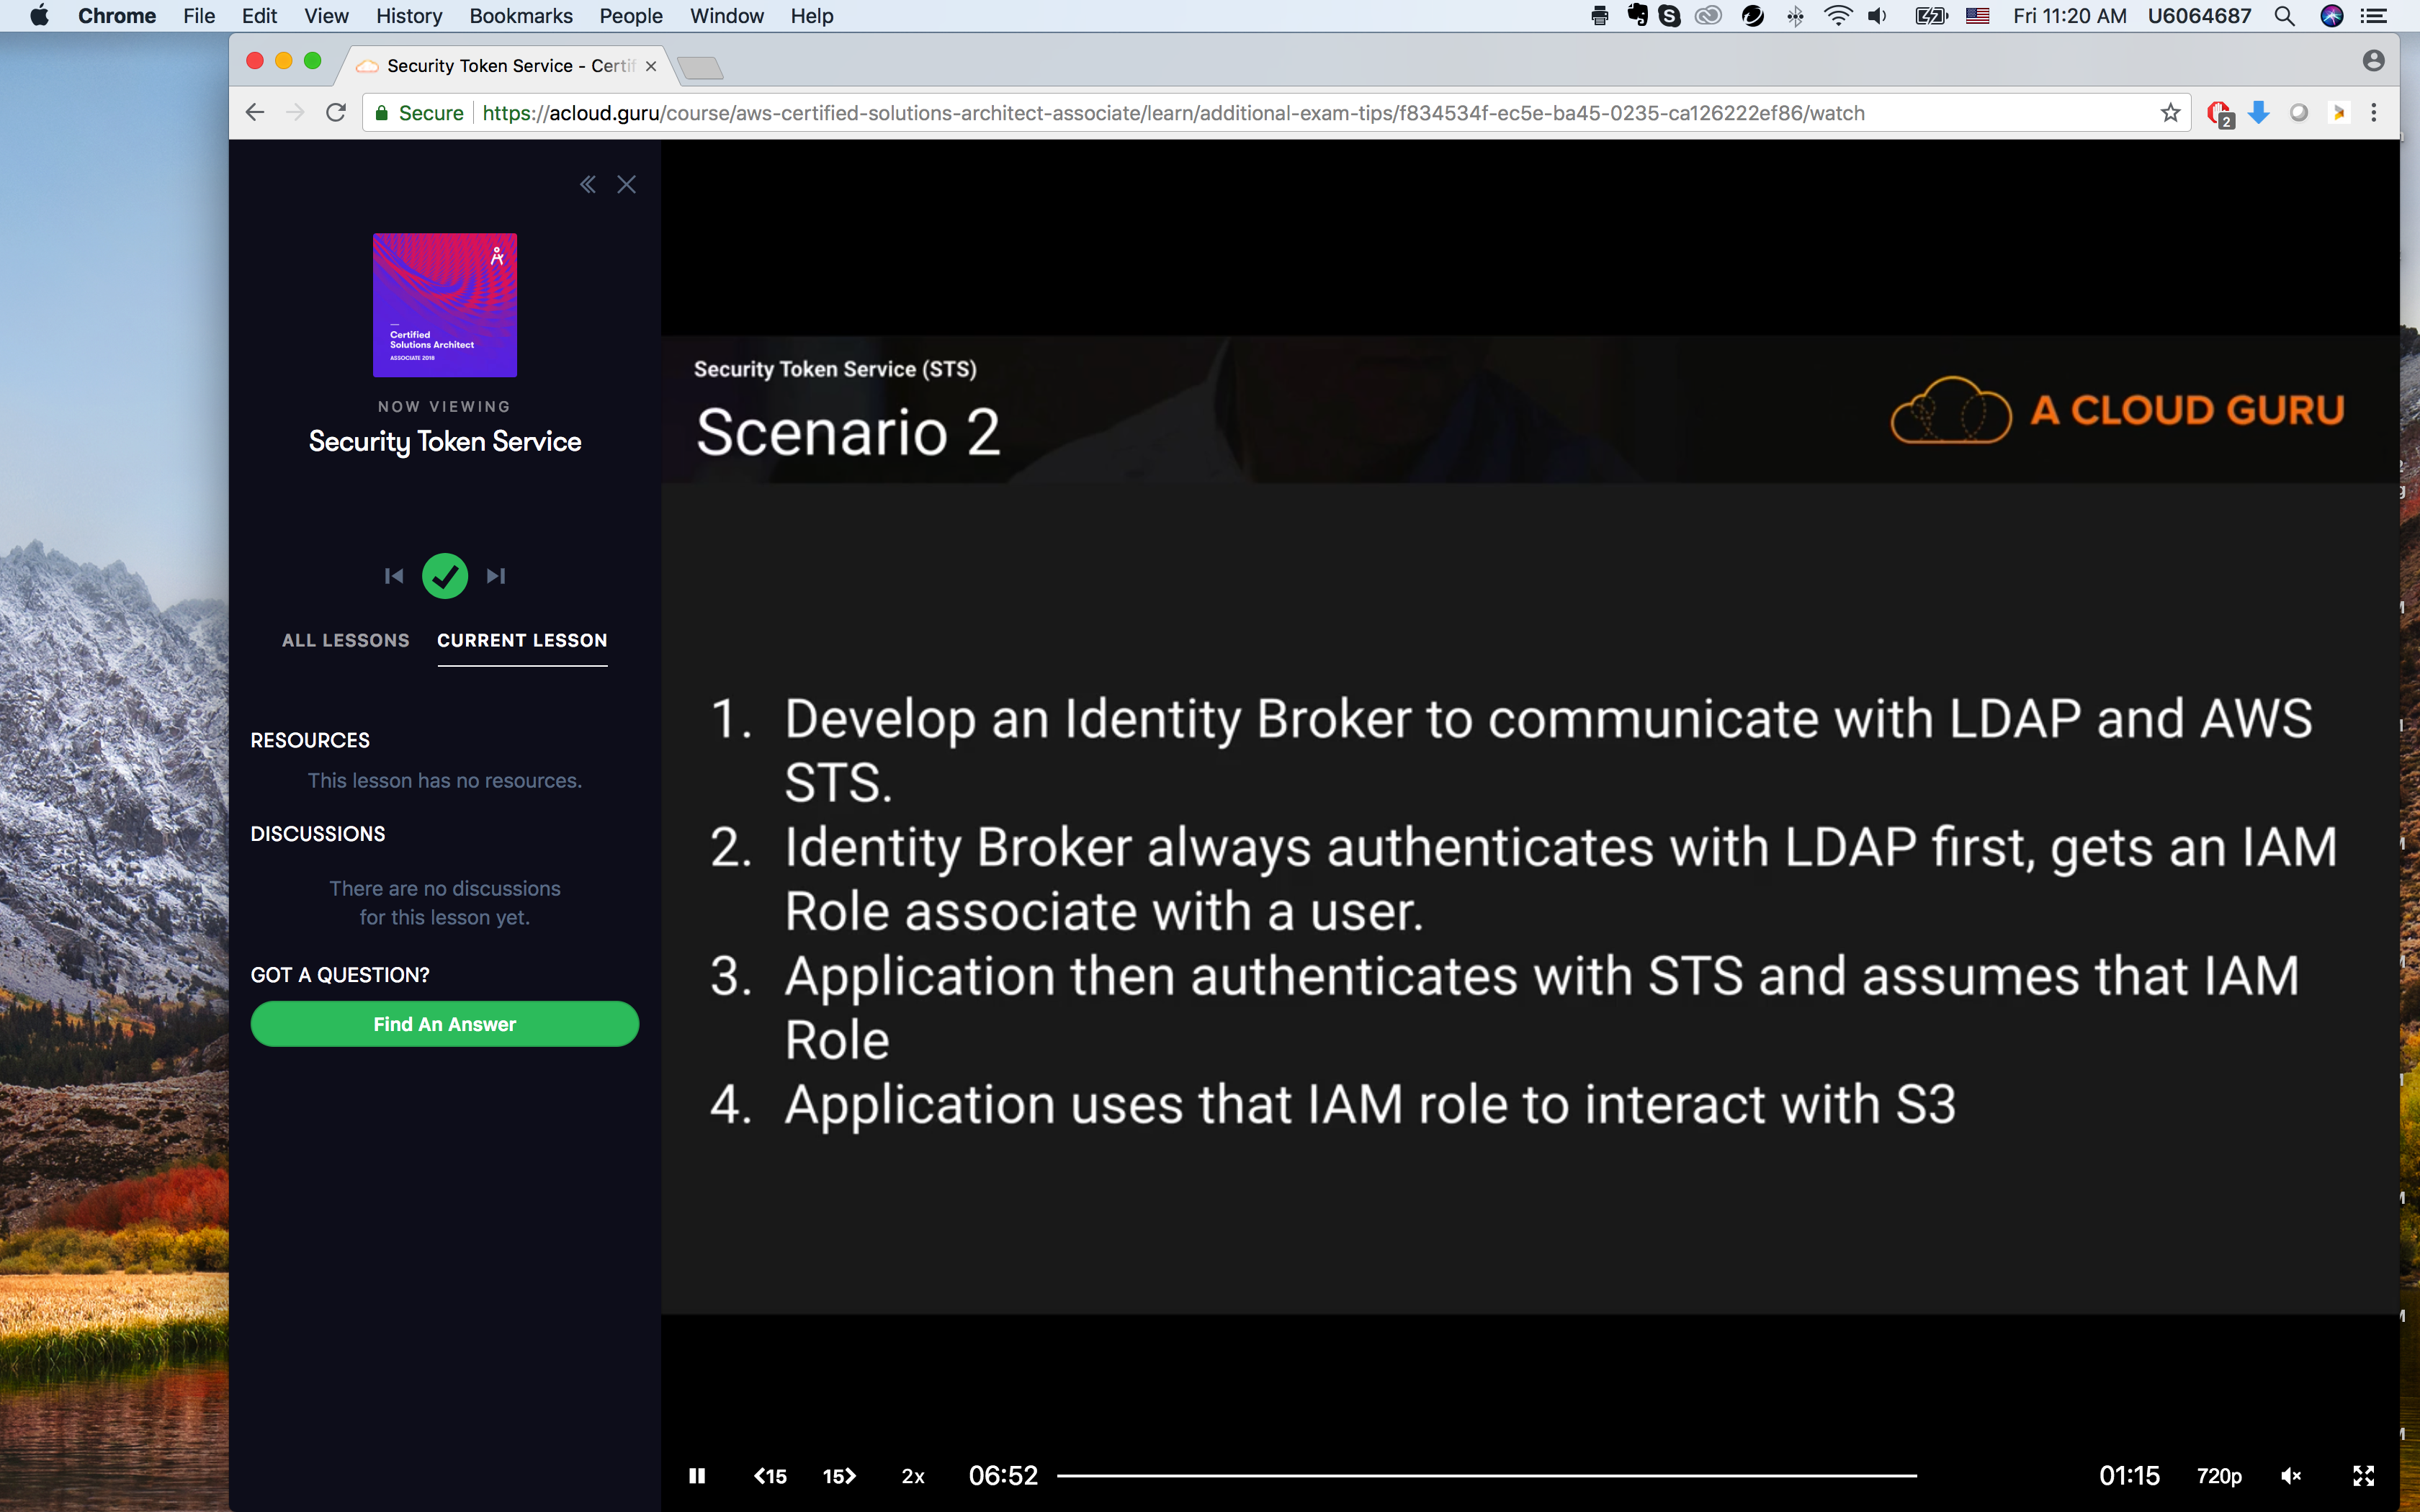 Chrome File Edit View History Bookmarks People Window Help
Fri 11:20 AM U6064687
Security Token Service - Certif
Secure https://acloud.guru/course/aws-certified-solutions-architect-associate/learn/additional-exam-tips/f834534f-ec5e-ba45-0235-ca126222ef86/watch
2
Certified
Solutions Architect
ASSOCIATE 2018
NOW VIEWING
Security Token Service
ALL LESSONS CURRENT LESSON
RESOURCES
This lesson has no resources.
DISCUSSIONS
There are no discussions
for this lesson yet.
GOT A QUESTION?
Find An Answer
Security Token Service (STS)
Scenario 2
A CLOUD GURU
1. Develop an Identity Broker to communicate with LDAP and AWS
STS.
2. Identity Broker always authenticates with LDAP first, gets an IAM
Role associate with a user.
3. Application then authenticates with STS and assumes that IAM
Role
4. Application uses that IAM role to interact with S3
15 15 2x 06:52 01:15 720p